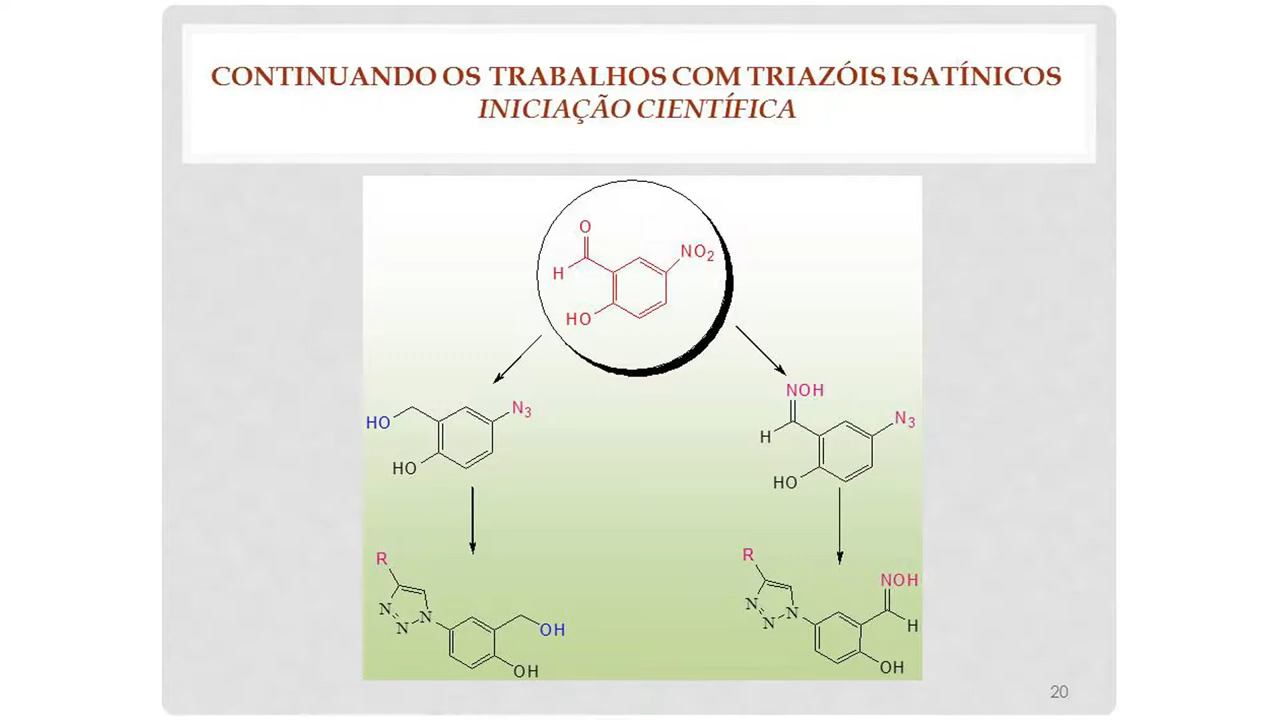 CONTINUANDO OS TRABALHOS COM TRIAZÓIS ISATÍNICOS
INICIAÇÃO CIENTÍFICA
O
H
NO2
HO
HO
N3
HO
NOH
H
N3
HO
R
N
N
N
OH
OH
R
N
N
N
NOH
H
OH
20